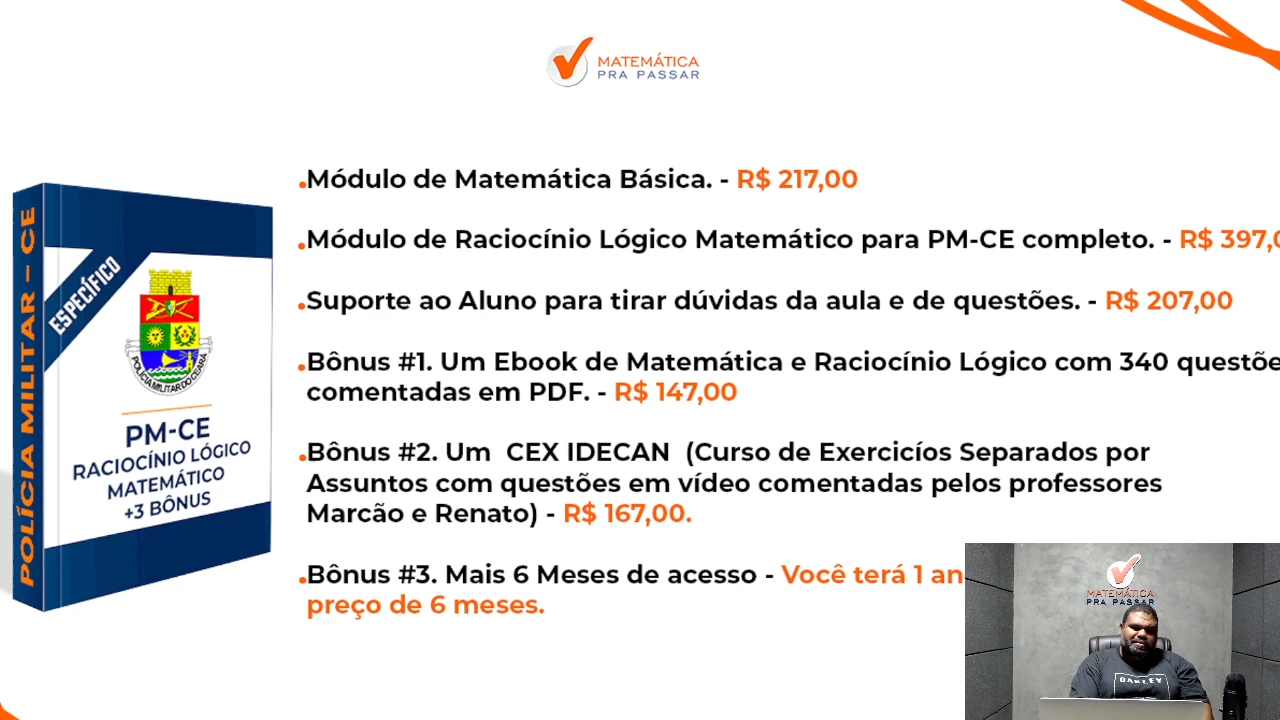 MATEMÁTICA
PRA PASSAR
•Módulo de Matemática Básica. - R$ 217,00
•Módulo de Raciocínio Lógico Matemático para PM-CE completo. - R$ 397,0
•Suporte ao Aluno para tirar dúvidas da aula e de questões. - R$ 207,00
•Bônus #1. Um Ebook de Matemática e Raciocínio Lógico com 340 questõe
comentadas em PDF. - R$ 147,00
•Bônus #2. Um  CEX IDECAN  (Curso de Exercicíos Separados por
Assuntos com questões em vídeo comentadas pelos professores
Marcão e Renato) - R$ 167,00.
•Bônus #3. Mais 6 Meses de acesso - Você terá 1 an
preço de 6 meses.
POLÍCIA MILITAR - CE
ESPECÍFICO
POLÍCIA MILITAR DO CEARÁ
PM-CE
RACIOCÍNIO LÓGICO
MATEMÁTICO
+3 BÔNUS
MATEMÁTICA
PRA PASSAR
OAKLEY